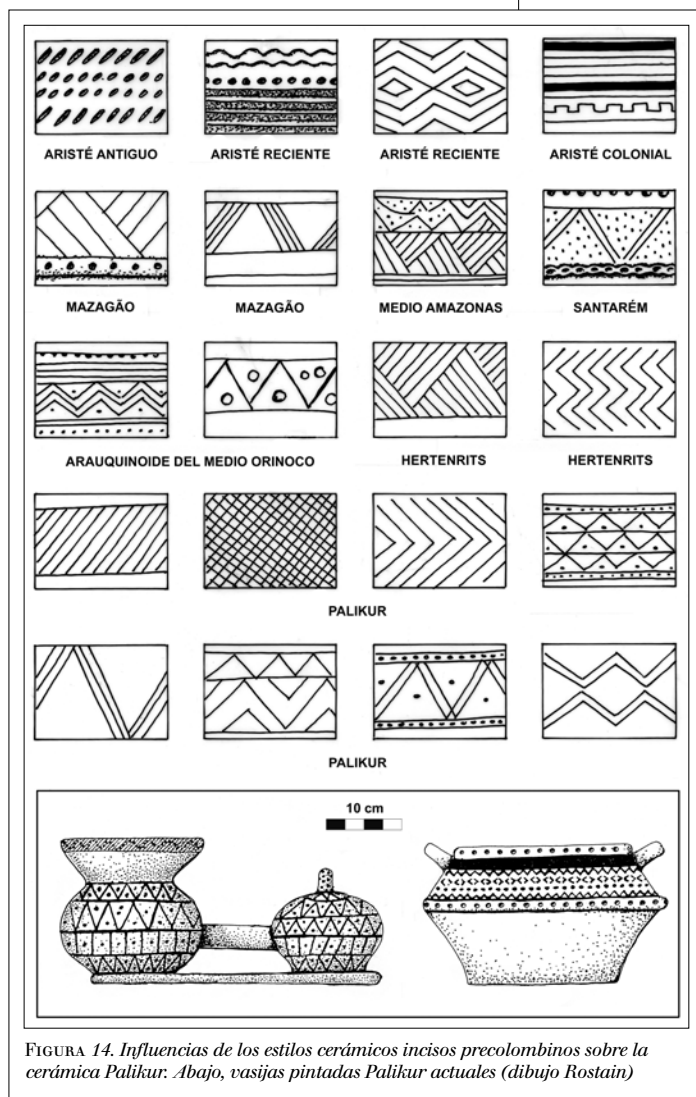 ARISTÉ ANTIGUO ARISTÉ RECIENTE ARISTÉ RECIENTE ARISTÉ COLONIAL
MAZAGÃO MAZAGÃO MEDIO AMAZONAS SANTARÉM
ARAUQUINOIDE DEL MEDIO ORINOCO HERTENRITS HERTENRITS
PALIKUR
PALIKUR
10 cm
FIGURA 14. Influencias de los estilos cerámicos incisos precolombinos sobre la
cerámica Palikur. Abajo, vasijas pintadas Palikur actuales (dibujo Rostain)